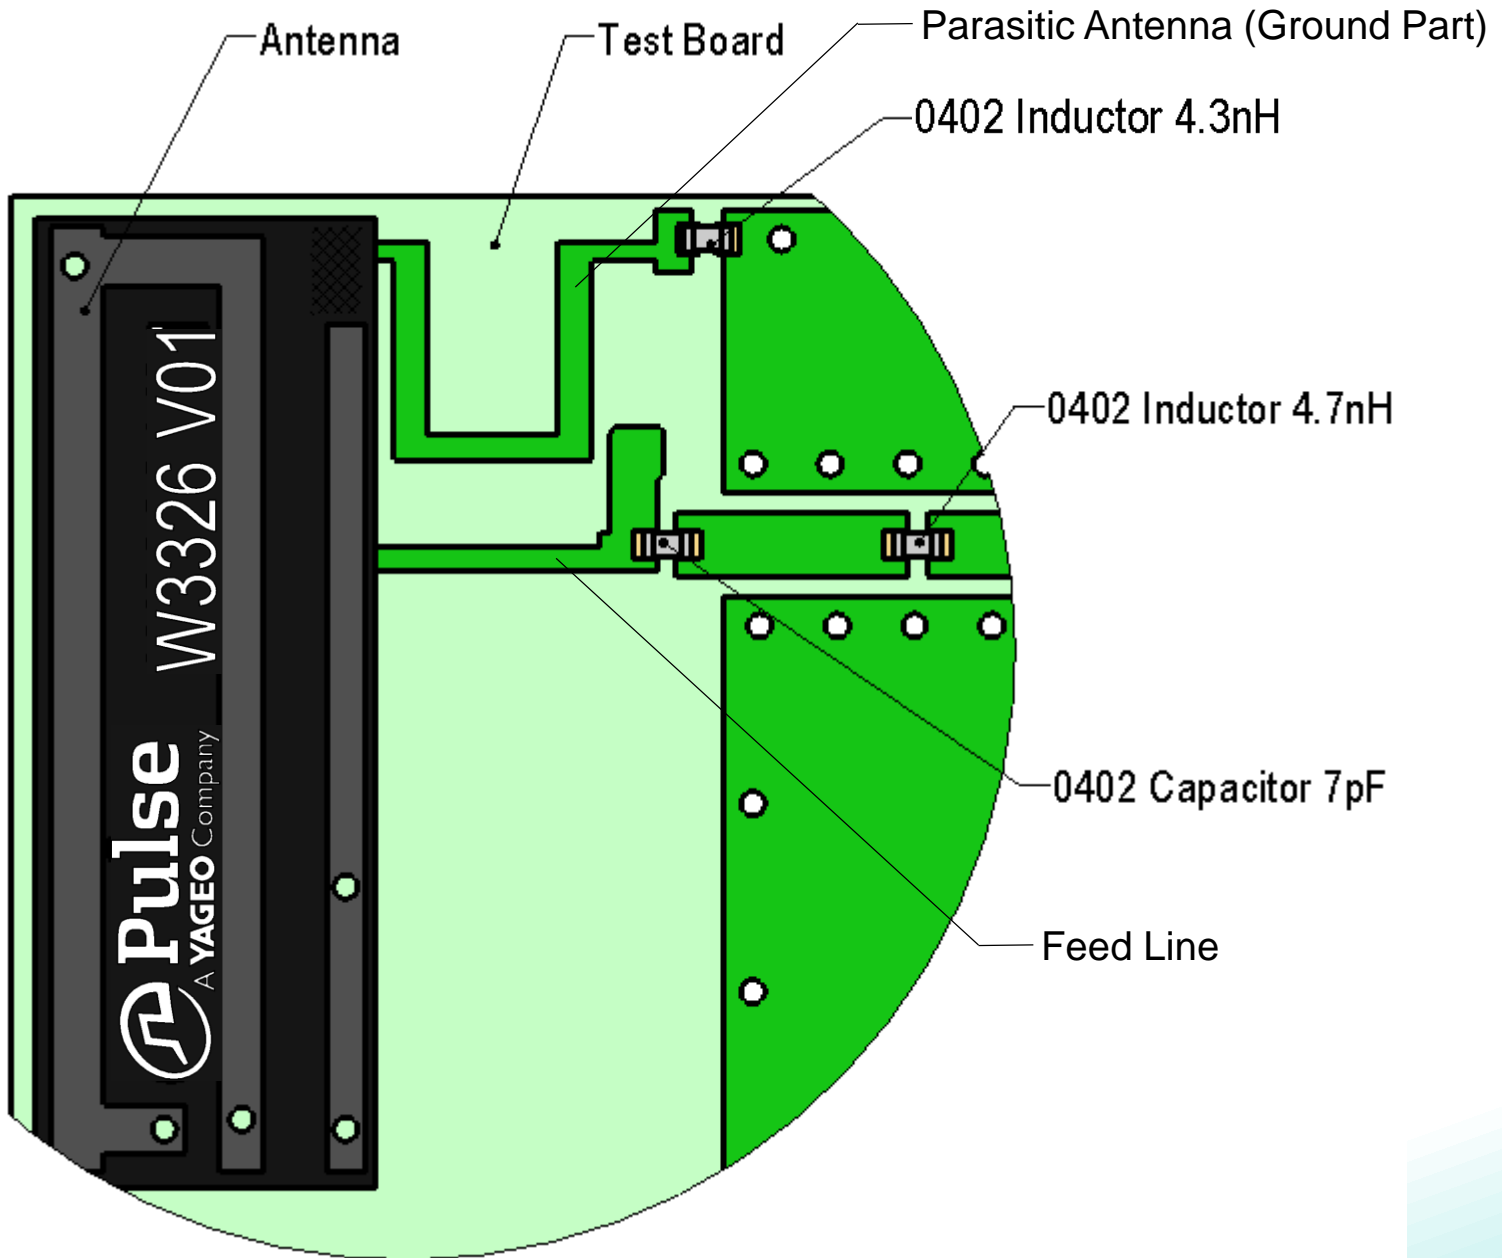 Parasitic Antenna (Ground Part)
Antenna
Test Board
0402 Inductor 4.3nH
0402 Inductor 4.7nH
W3326 V01
Pulse
A YAGEO Company
0402 Capacitor 7pF
Feed Line